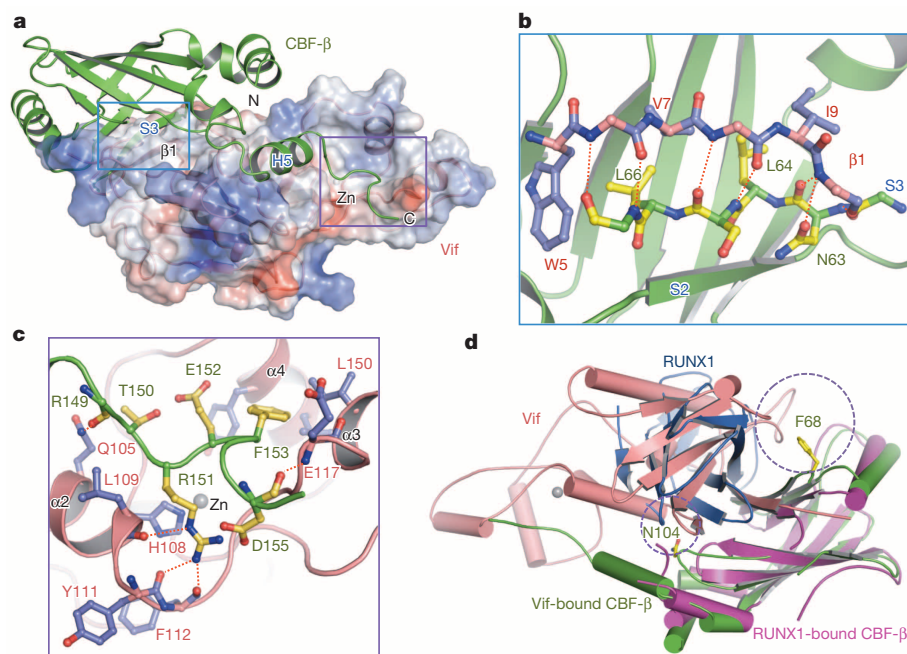 a
CBF-β
N
S3
β1
H5
Zn
C
Vif
b
V7
I9
L66
L64
β1
S3
W5
N63
S2
c
E152
α4
L150
T150
R149
α3
Q105
F153
L109
R151
E117
α2
Zn
H108
D155
Y111
F112
d
RUNX1
Vif
F68
N104
Vif-bound CBF-β
RUNX1-bound CBF-β